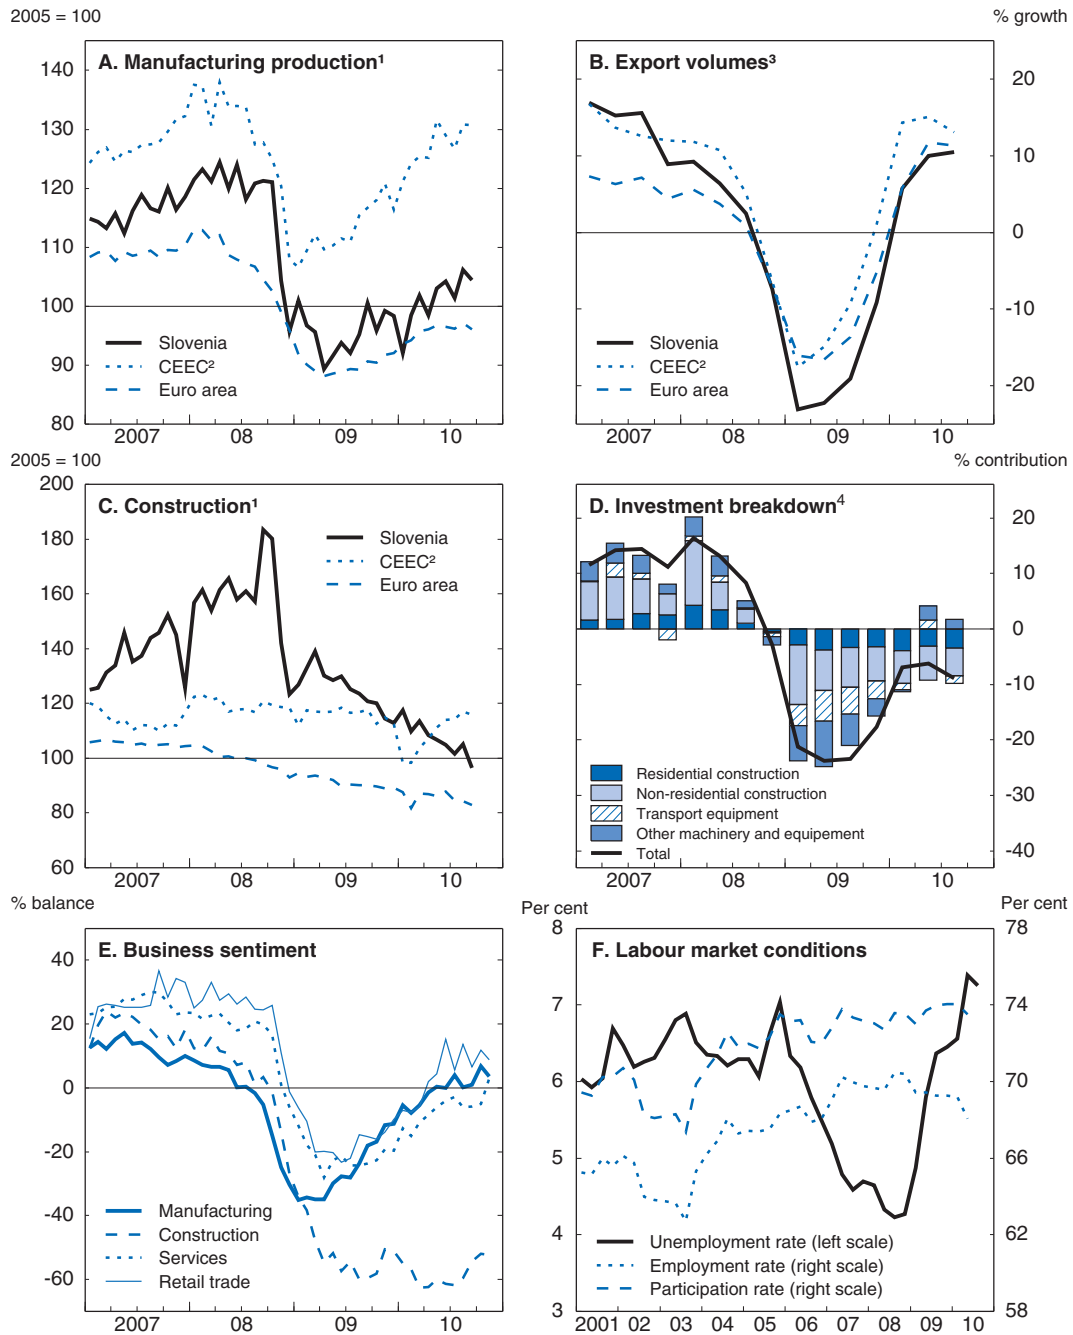 2005 = 100
% growth
A. Manufacturing production¹
B. Export volumes³
140
130
120
110
100
90
80
20
10
0
-10
-20
Slovenia
CEEC²
Euro area
Slovenia
CEEC²
Euro area
2007 08 09 10
2007 08 09 10
2005 = 100
% contribution
C. Construction¹
D. Investment breakdown⁴
200
180
160
140
120
100
80
60
20
10
0
-10
-20
-30
-40
Slovenia
CEEC²
Euro area
Residential construction
Non-residential construction
Transport equipment
Other machinery and equipement
Total
2007 08 09 10
2007 08 09 10
% balance
Per cent
Per cent
E. Business sentiment
F. Labour market conditions
40
20
0
-20
-40
-60
8
7
6
5
4
3
78
74
70
66
62
58
Manufacturing
Construction
Services
Retail trade
Unemployment rate (left scale)
Employment rate (right scale)
Participation rate (right scale)
2007 08 09 10
2001 02 03 04 05 06 07 08 09 10